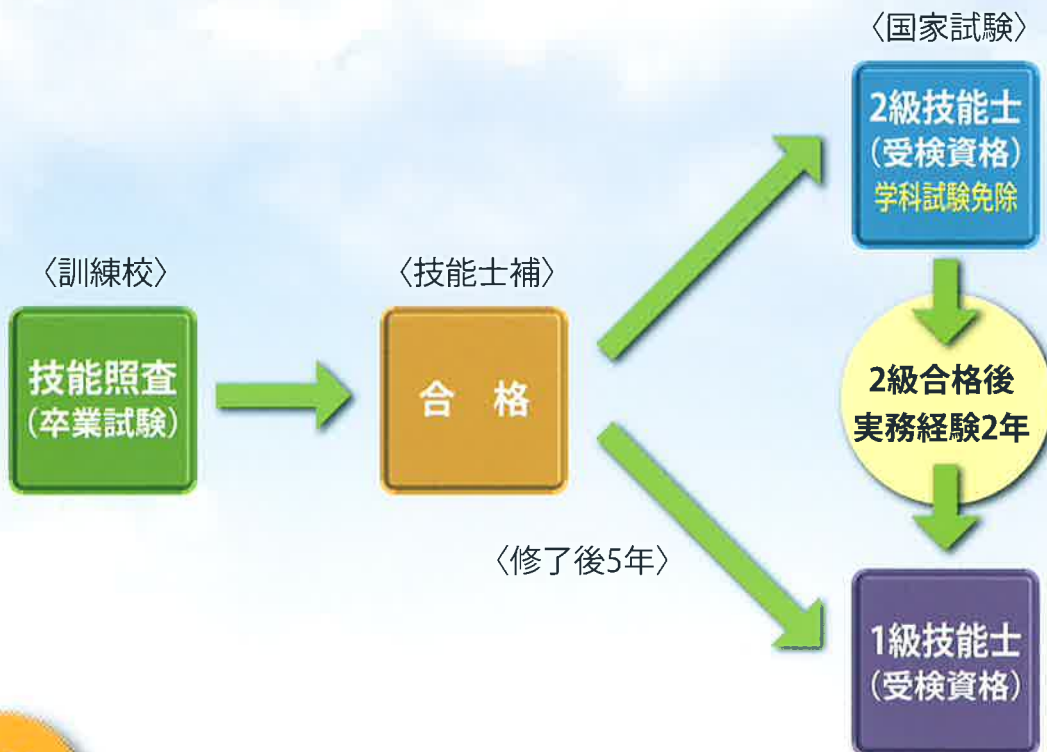 〈国家試験〉
2級技能士
(受検資格)
学科試験免除
〈訓練校〉
技能照査
(卒業試験)
〈技能士補〉
合 格
2級合格後
実務経験2年
〈修了後5年〉
1級技能士
(受検資格)